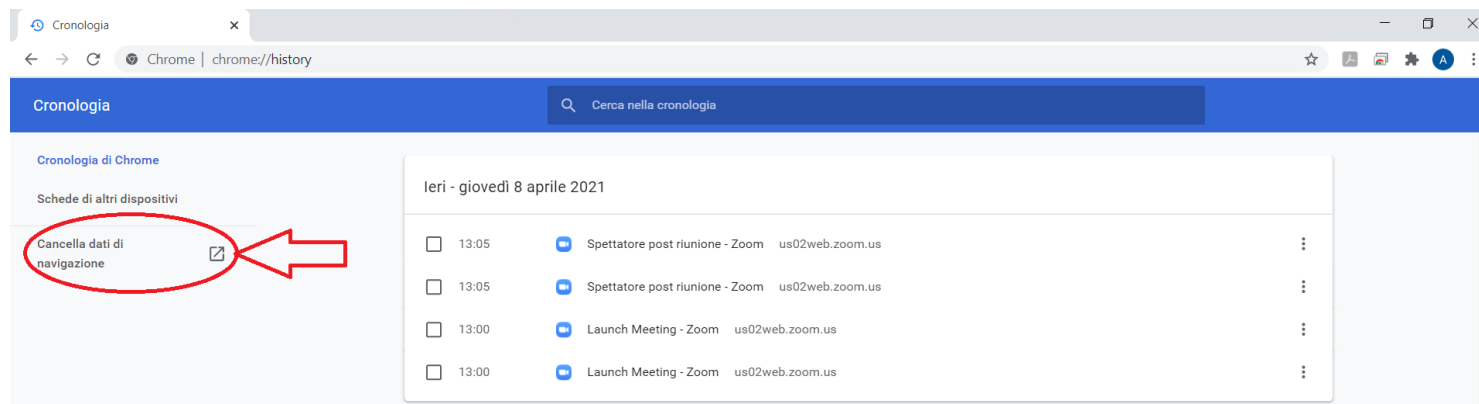 Cronologia
Chrome | chrome://history
A
Cronologia
Cerca nella cronologia
Cronologia di Chrome
Schede di altri dispositivi
Cancella dati di
navigazione
Ieri - giovedì 8 aprile 2021
13:05 Spettatore post riunione - Zoom us02web.zoom.us
13:05 Spettatore post riunione - Zoom us02web.zoom.us
13:00 Launch Meeting - Zoom us02web.zoom.us
13:00 Launch Meeting - Zoom us02web.zoom.us